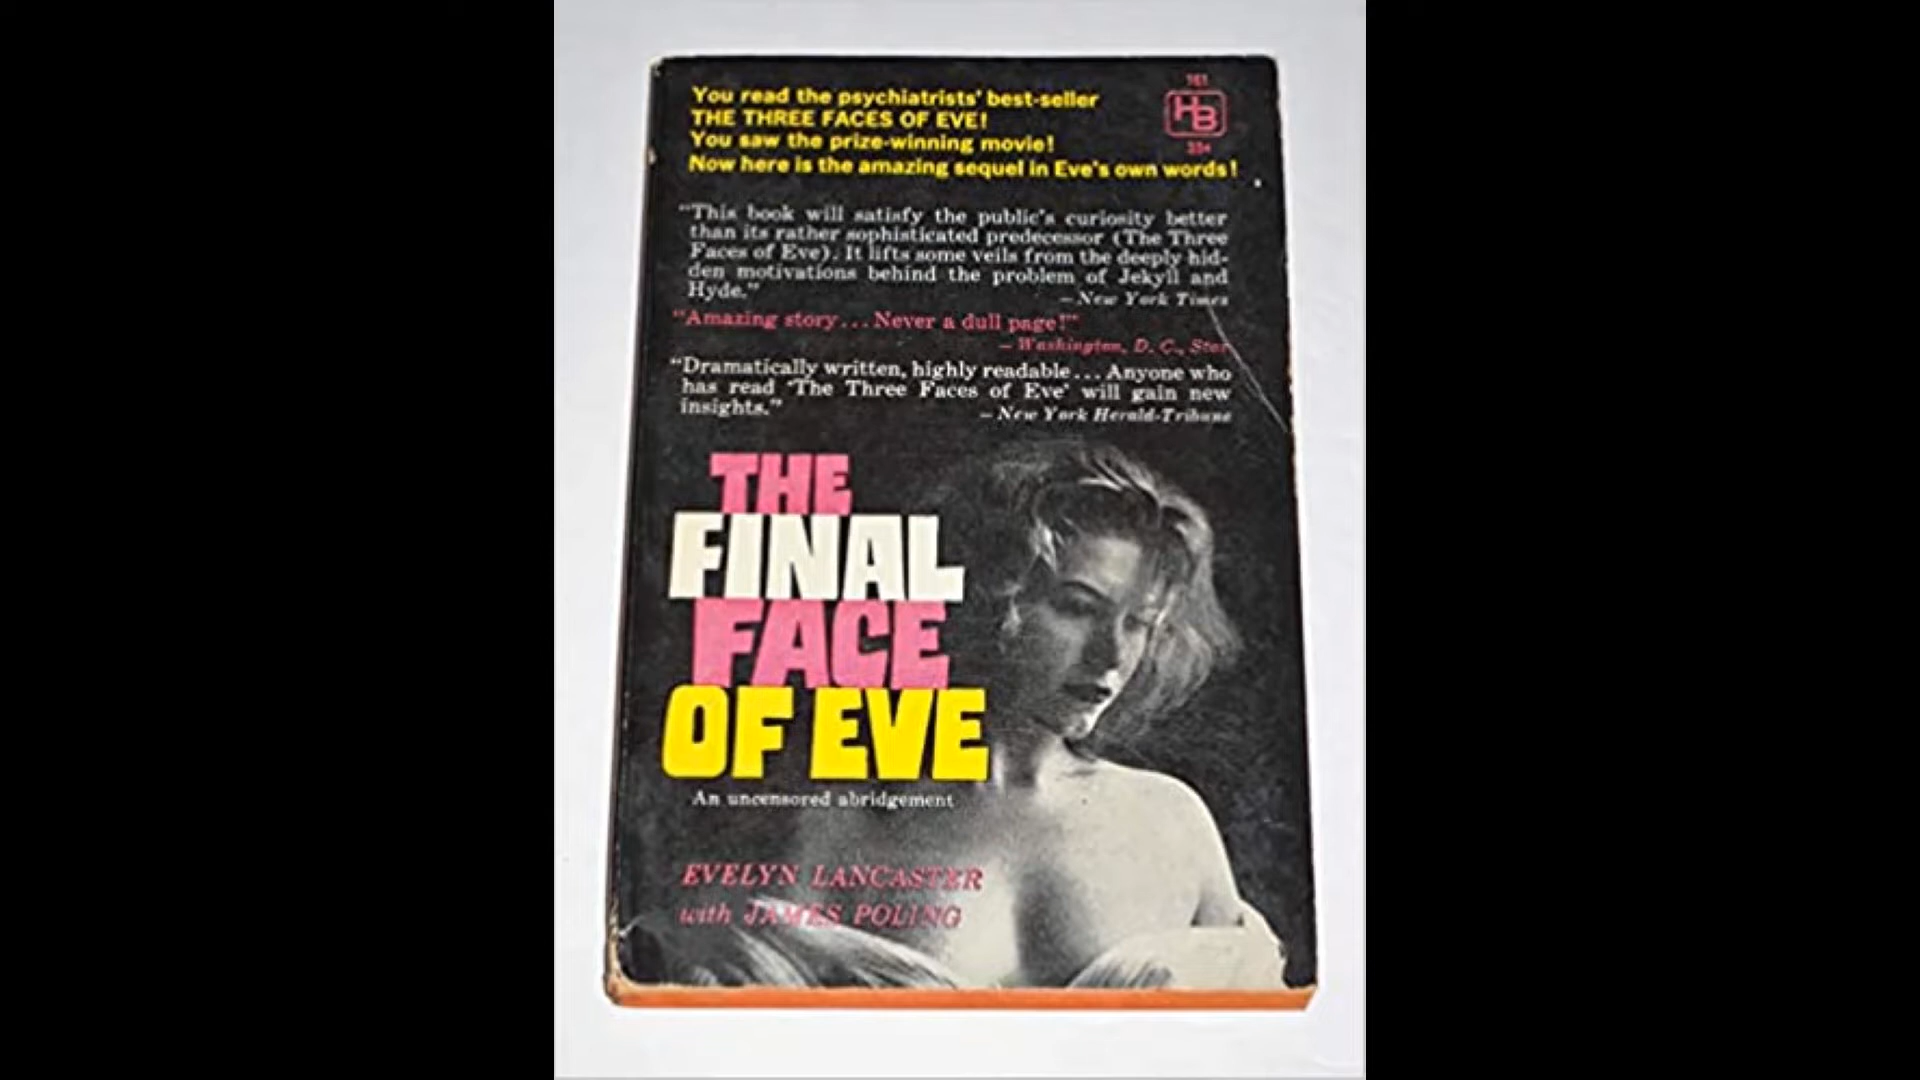 You read the psychiatrists' best-seller
THE THREE FACES OF EVE!
You saw the prize-winning movie!
Now here is the amazing sequel in Eve's own words!
161
HB
35¢
"This book will satisfy the public's curiosity better
than its rather sophisticated predecessor (The Three
Faces of Eve). It lifts some veils from the deeply hid-
den motivations behind the problem of Jekyll and
Hyde."
—New York Times
"Amazing story... Never a dull page!"
— Washington, D. C., Star
"Dramatically written, highly readable... Anyone who
has read 'The Three Faces of Eve' will gain new
insights."
— New York Herald-Tribune
THE
FINAL
FACE
OF EVE
An uncensored abridgement
EVELYN LANCASTER
with JAMES POLING